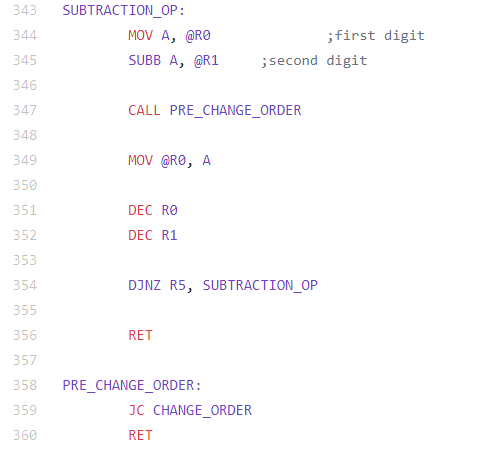 343 SUBTRACTION_OP:
344 MOV A, @R0 ;first digit
345 SUBB A, @R1 ;second digit
346
347 CALL PRE_CHANGE_ORDER
348
349 MOV @R0, A
350
351 DEC R0
352 DEC R1
353
354 DJNZ R5, SUBTRACTION_OP
355
356 RET
357
358 PRE_CHANGE_ORDER:
359 JC CHANGE_ORDER
360 RET